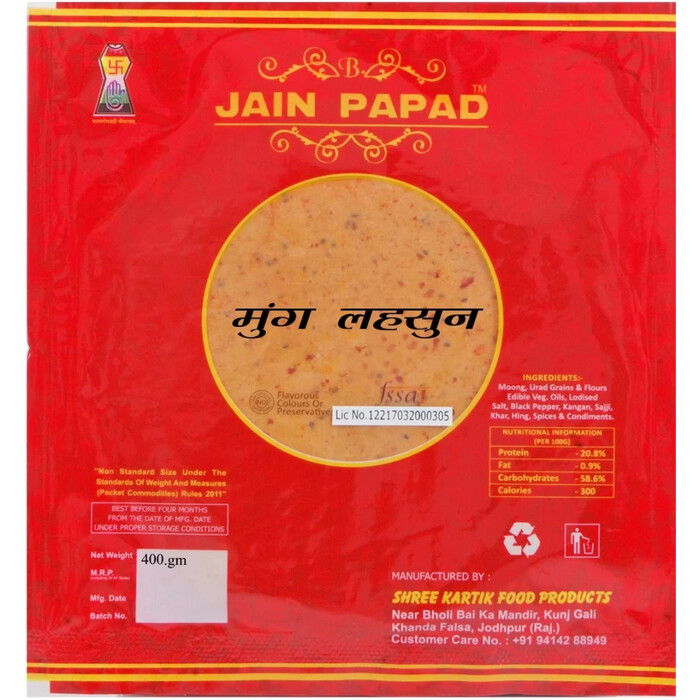 B.
JAIN PAPAD TM
मुंग लहसुन
Flavorous
Colours Or
Preservative
fssai
Lic No.12217032000305
INGREDIENTS:-
Moong, Urad Grains & Flours
Edible Veg. Oils, Lodised
Salt, Black Pepper, Kangan, Sajji,
Khar, Hing, Spices & Condiments.
NUTRITIONAL INFORMATION
(PER 100G)
Protein - 20.8%
Fat - 0.9%
Carbohydrates - 58.6%
Calories - 300
"Non Standard Size Under The
Standards Of Weight And Measures
(Packet Commodities) Rules 2011"
BEST BEFORE FOUR MONTHS
FROM THE DATE OF MFG. DATE
UNDER PROPER STORAGE CONDITIONS
Net Weight 400.gm
M.R.P.
Mfg. Date
Batch No.
MANUFACTURED BY :
SHREE KARTIK FOOD PRODUCTS
Near Bholi Bai Ka Mandir, Kunj Gali
Khanda Falsa, Jodhpur (Raj.)
Customer Care No. : +91 94142 88949